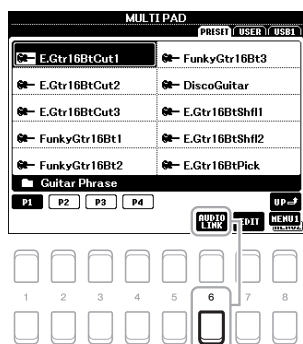 MULTI PAD
PRESET USER USB1
E.Gtr16BtCut1 FunkyGtr16Bt3
E.Gtr16BtCut2 DiscoGuitar
E.Gtr16BtCut3 E.Gtr16BtShfl1
FunkyGtr16Bt1 E.Gtr16BtShfl2
FunkyGtr16Bt2 E.Gtr16BtPick
Guitar Phrase
P1 P2 P3 P4 UP
AUDIO LINK EDIT MENU1
MENU2
1 2 3 4 5 6 7 8